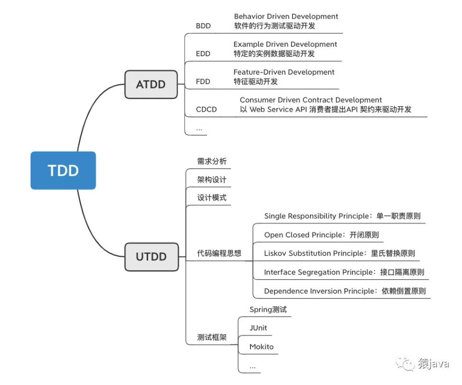 TDD
ATDD
BDD
Behavior Driven Development
软件的行为测试驱动开发
EDD
Example Driven Development
特定的实例数据驱动开发
FDD
Feature-Driven Development
特征驱动开发
CDCD
Consumer Driven Contract Development
以 Web Service API 消费者提出API 契约来驱动开发
...
UTDD
需求分析
架构设计
设计模式
代码编程思想
Single Responsibility Principle：单一职责原则
Open Closed Principle：开闭原则
Liskov Substitution Principle：里氏替换原则
Interface Segregation Principle：接口隔离原则
Dependence Inversion Principle：依赖倒置原则
测试框架
Spring测试
JUnit
Mokito
...
猿java